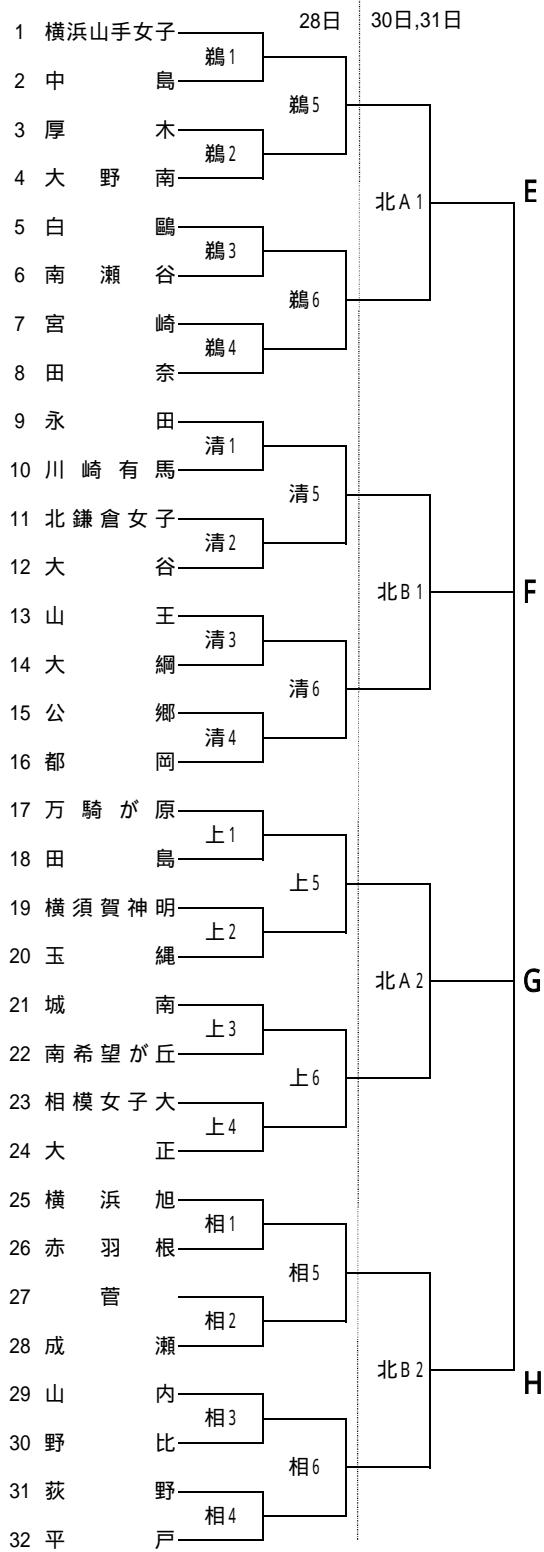 28日 30日,31日
1 横浜山手女子
鵜1
2 中島
鵜5
3 厚木
鵜2
4 大野南
北A1
E
5 白鷗
鵜3
6 南瀬谷
鵜6
7 宮崎
鵜4
8 田奈
9 永田
清1
10 川崎有馬
清5
11 北鎌倉女子
清2
12 大谷
北B1
F
13 山王
清3
14 大綱
清6
15 公郷
清4
16 都岡
17 万騎が原
上1
18 田島
上5
19 横須賀神明
上2
20 玉縄
北A2
G
21 城南
上3
22 南希望が丘
上6
23 相模女子大
上4
24 大正
25 横浜旭
相1
26 赤羽根
相5
27 菅
相2
28 成瀬
北B2
H
29 山内
相3
30 野比
相6
31 荻野
相4
32 平戸